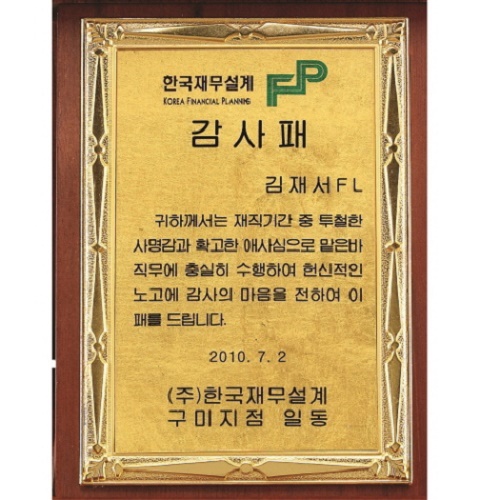 한국재무설계
KOREA FINANCIAL PLANNING
FP
감사패
김재서FL
귀하께서는 재직기간 중 투철한
사명감과 확고한 애사심으로 맡은바
직무에 충실히 수행하여 헌신적인
노고에 감사의 마음을 전하여 이
패를 드립니다.
2010. 7. 2
(주)한국재무설계
구미지점 일동